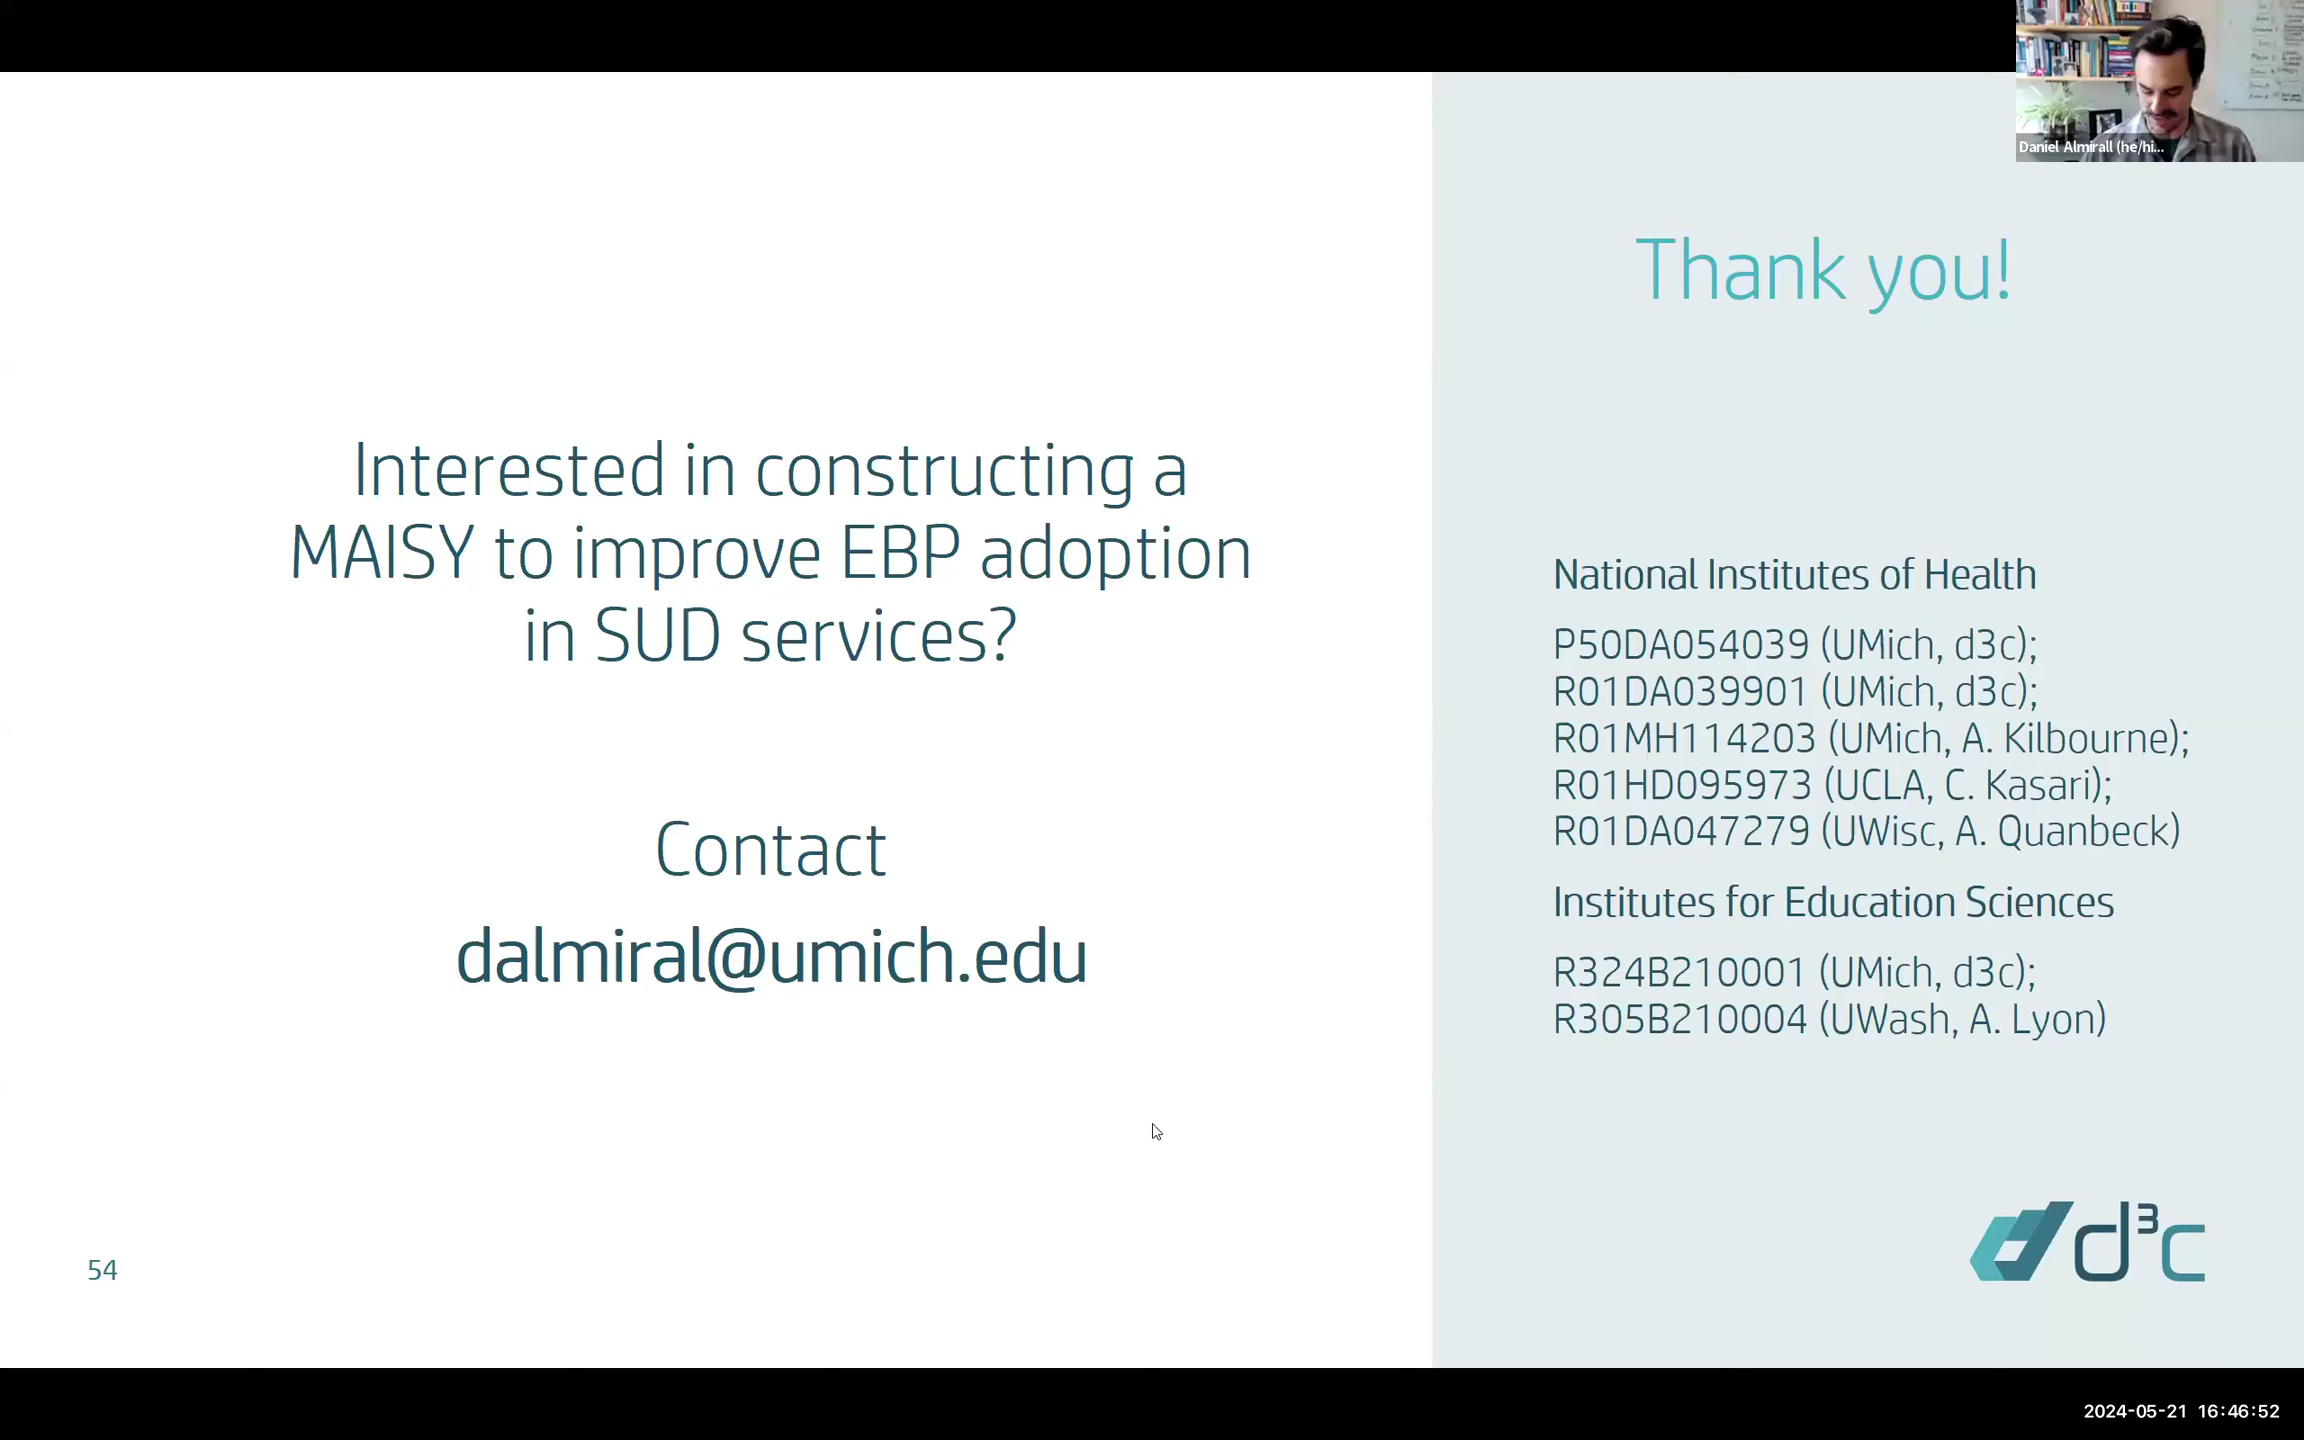 Daniel Almirall (he/hi...
Thank you!
Interested in constructing a
MAISY to improve EBP adoption
in SUD services?
Contact
dalmiral@umich.edu
National Institutes of Health
P50DA054039 (UMich, d3c);
R01DA039901 (UMich, d3c);
R01MH114203 (UMich, A. Kilbourne);
R01HD095973 (UCLA, C. Kasari);
R01DA047279 (UWisc, A. Quanbeck)
Institutes for Education Sciences
R324B210001 (UMich, d3c);
R305B210004 (UWash, A. Lyon)
d³c
54
2024-05-21 16:46:52